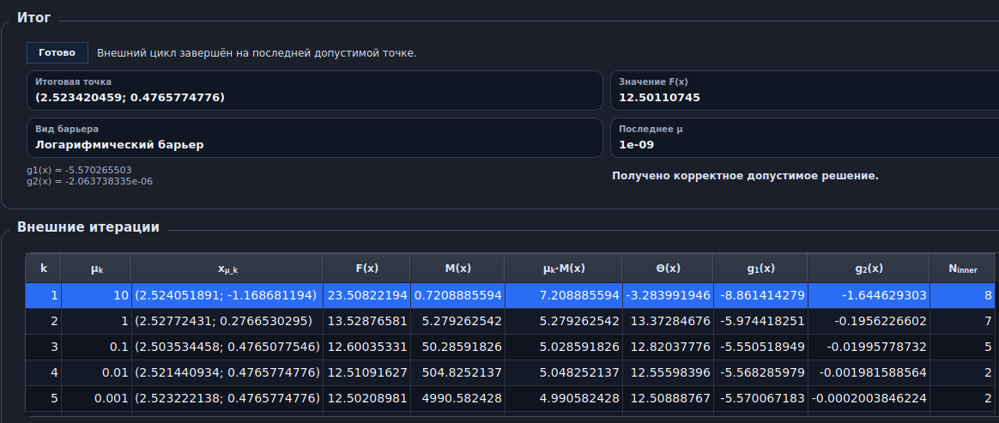 Итог
Готово Внешний цикл завершён на последней допустимой точке.
Итоговая точка Значение F(x)
(2.523420459; 0.4765774776) 12.50110745
Вид барьера Последнее μ
Логарифмический барьер 1e-09
g1(x) = -5.570265503
g2(x) = -2.063738335e-06
Получено корректное допустимое решение.
Внешние итерации
k μₖ xμ_k F(x) M(x) μₖ·M(x) Θ(x) g₁(x) g₂(x) Ninner
1 10 (2.524051891; -1.168681194) 23.50822194 0.7208885594 7.208885594 -3.283991946 -8.861414279 -1.644629303 8
2 1 (2.52772431; 0.2766530295) 13.52876581 5.279262542 5.279262542 13.37284676 -5.974418251 -0.1956226602 7
3 0.1 (2.503534458; 0.4765077546) 12.60035331 50.28591826 5.028591826 12.82037776 -5.550518949 -0.01995778732 5
4 0.01 (2.521440934; 0.4765774776) 12.51091627 504.8252137 5.048252137 12.55598396 -5.568285979 -0.001981588564 2
5 0.001 (2.523222138; 0.4765774776) 12.50208981 4990.582428 4.990582428 12.50888767 -5.570067183 -0.0002003846224 2